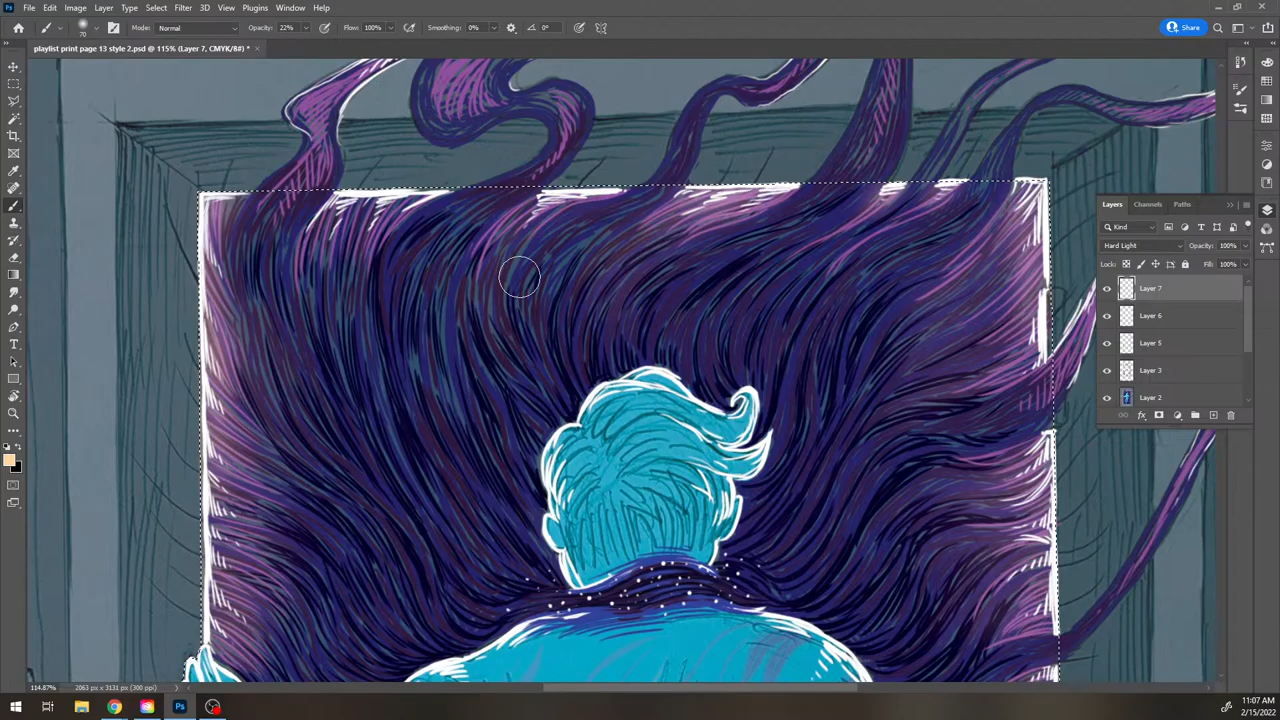 File Edit Image Layer Type Select Filter 3D View Plugins Window Help
70 Mode: Normal Opacity: 22% Flow: 100% Smoothing: 0% 0° Share
playlist print page 13 style 2.psd @ 115% (Layer 7, CMYK/8#) *
Layers Channels Paths
Kind
Hard Light Opacity: 100%
Lock: Fill: 100%
Layer 7
Layer 6
Layer 5
Layer 3
Layer 2
114.87% 2063 px x 3131 px (300 ppi)
11:07 AM
2/15/2022